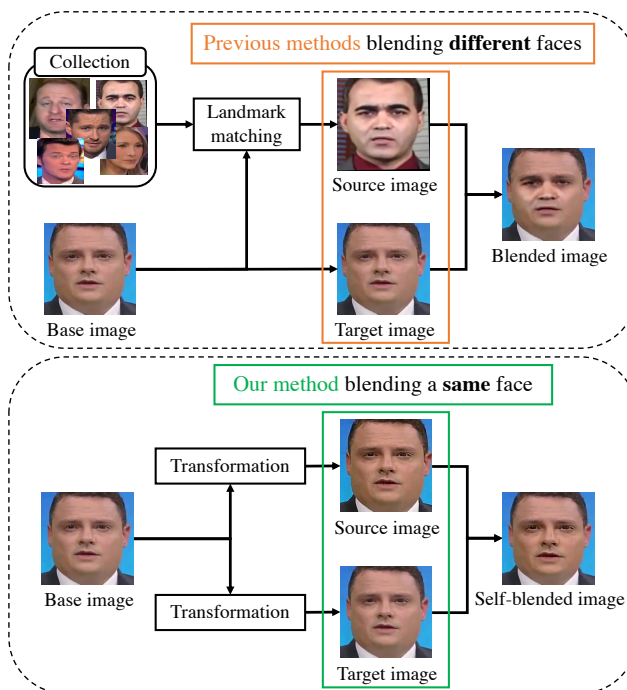 Previous methods blending different faces
Collection
Landmark
matching
Source image
Base image
Target image
Blended image
Our method blending a same face
Transformation
Source image
Base image
Self-blended image
Transformation
Target image